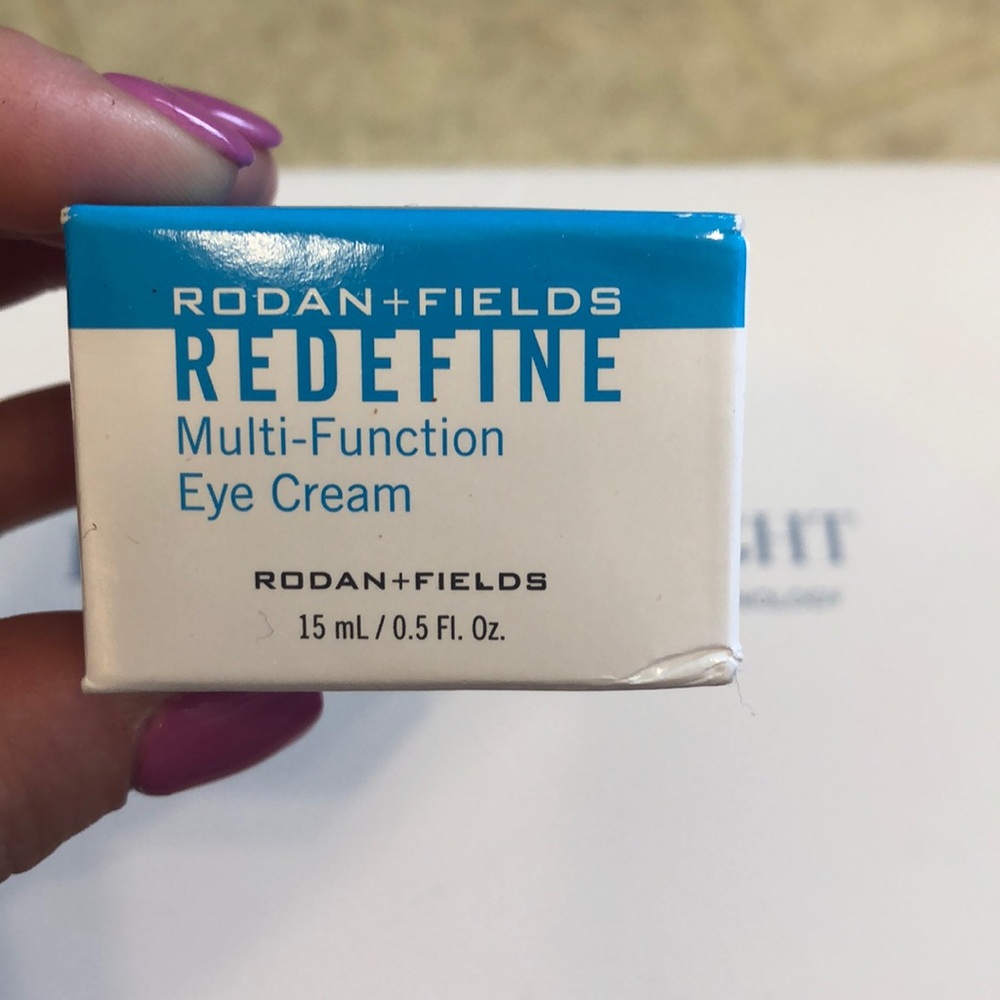 RODAN+FIELDS
REDEFINE
Multi-Function
Eye Cream
RODAN+FIELDS
15 mL / 0.5 Fl. Oz.